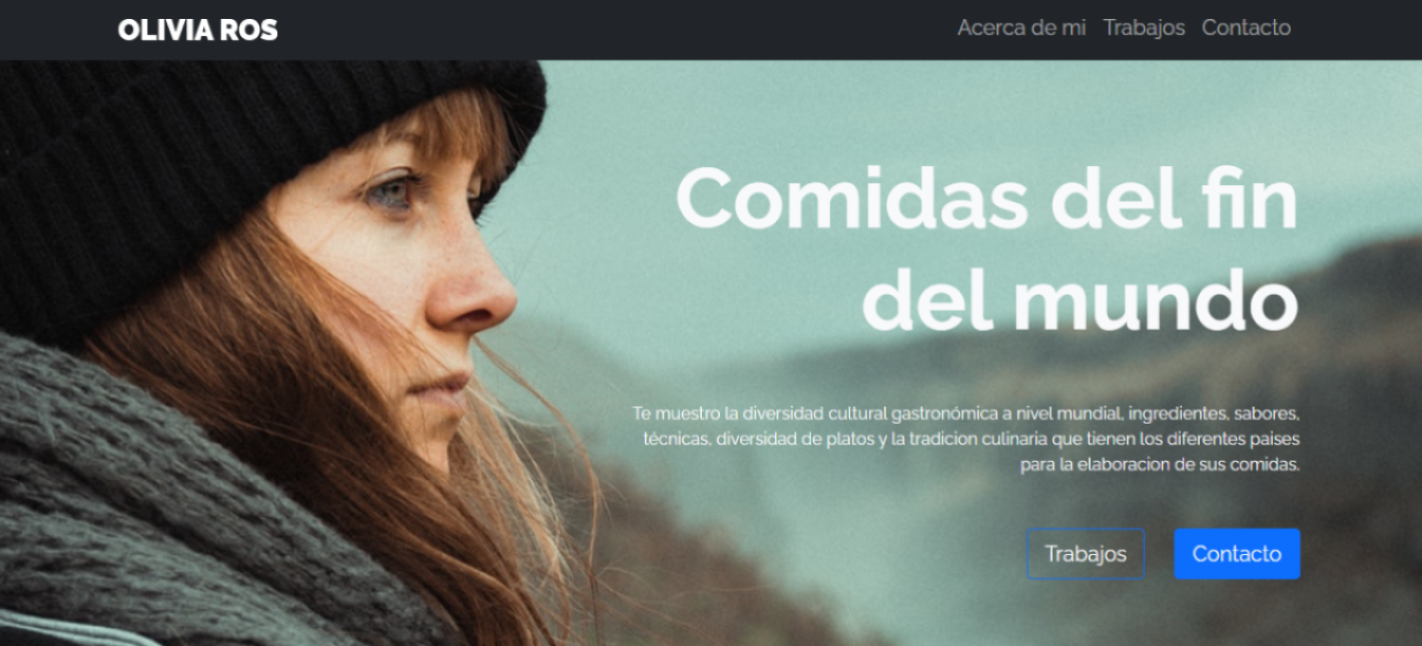 OLIVIA ROS
Acerca de mi Trabajos Contacto
Comidas del fin
del mundo
Te muestro la diversidad cultural gastronómica a nivel mundial, ingredientes, sabores,
técnicas, diversidad de platos y la tradicion culinaria que tienen los diferentes paises
para la elaboracion de sus comidas.
Trabajos Contacto